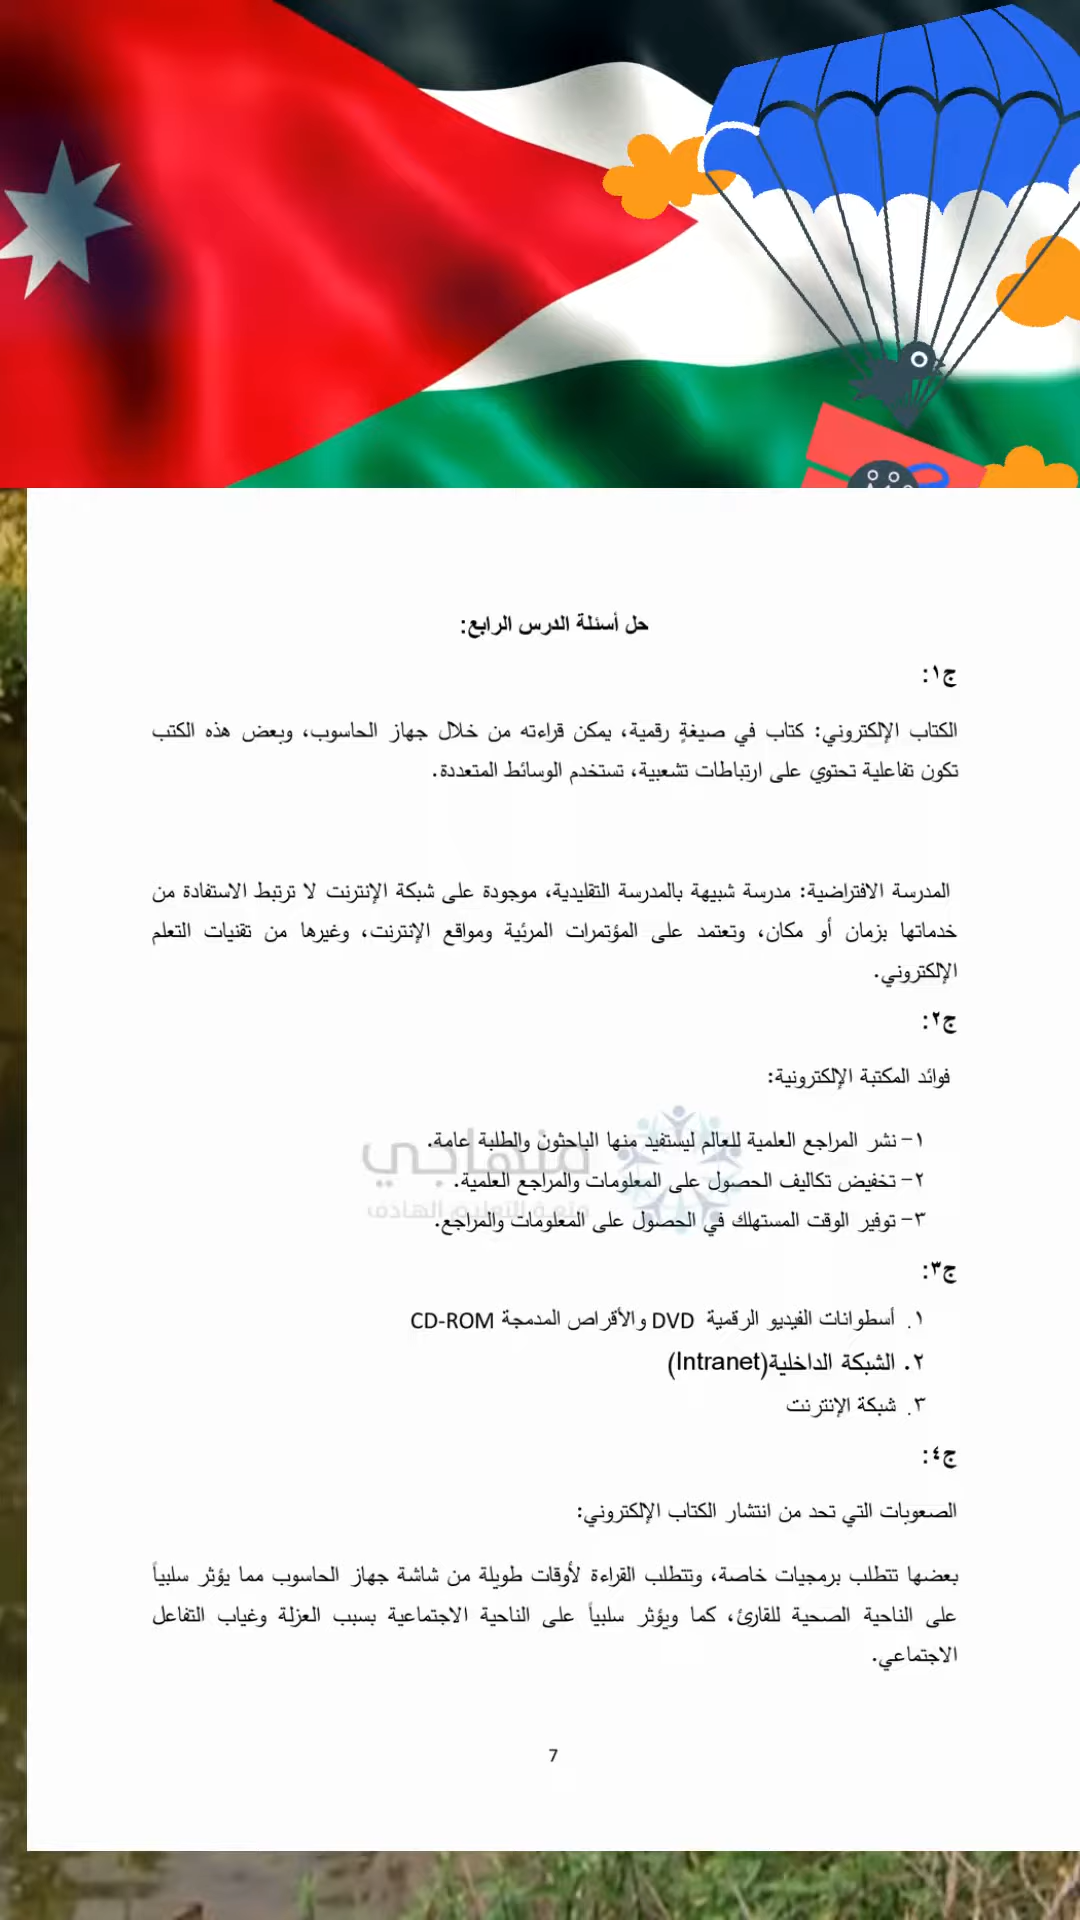 حل أسئلة الدرس الرابع:
ج١:
الكتاب الإلكتروني: كتاب في صيغةٍ رقمية، يمكن قراءته من خلال جهاز الحاسوب، وبعض هذه الكتب
تكون تفاعلية تحتوي على ارتباطات تشعبية، تستخدم الوسائط المتعددة.
المدرسة الافتراضية: مدرسة شبيهة بالمدرسة التقليدية، موجودة على شبكة الإنترنت لا ترتبط الاستفادة من
خدماتها بزمان أو مكان، وتعتمد على المؤتمرات المرئية ومواقع الإنترنت، وغيرها من تقنيات التعلم
الإلكتروني.
ج٢:
فوائد المكتبة الإلكترونية:
١- نشر المراجع العلمية للعالم ليستفيد منها الباحثون والطلبة عامة.
منهاجي
٢- تخفيض تكاليف الحصول على المعلومات والمراجع العلمية.
متعة التعليم الهادف
٣- توفير الوقت المستهلك في الحصول على المعلومات والمراجع.
ج٣:
١. أسطوانات الفيديو الرقمية DVD والأقراص المدمجة CD-ROM
٢. الشبكة الداخلية(Intranet)
٣. شبكة الإنترنت
ج٤:
الصعوبات التي تحد من انتشار الكتاب الإلكتروني:
بعضها تتطلب برمجيات خاصة، وتتطلب القراءة لأوقات طويلة من شاشة جهاز الحاسوب مما يؤثر سلبياً
على الناحية الصحية للقارئ، كما ويؤثر سلبياً على الناحية الاجتماعية بسبب العزلة وغياب التفاعل
الاجتماعي.
7